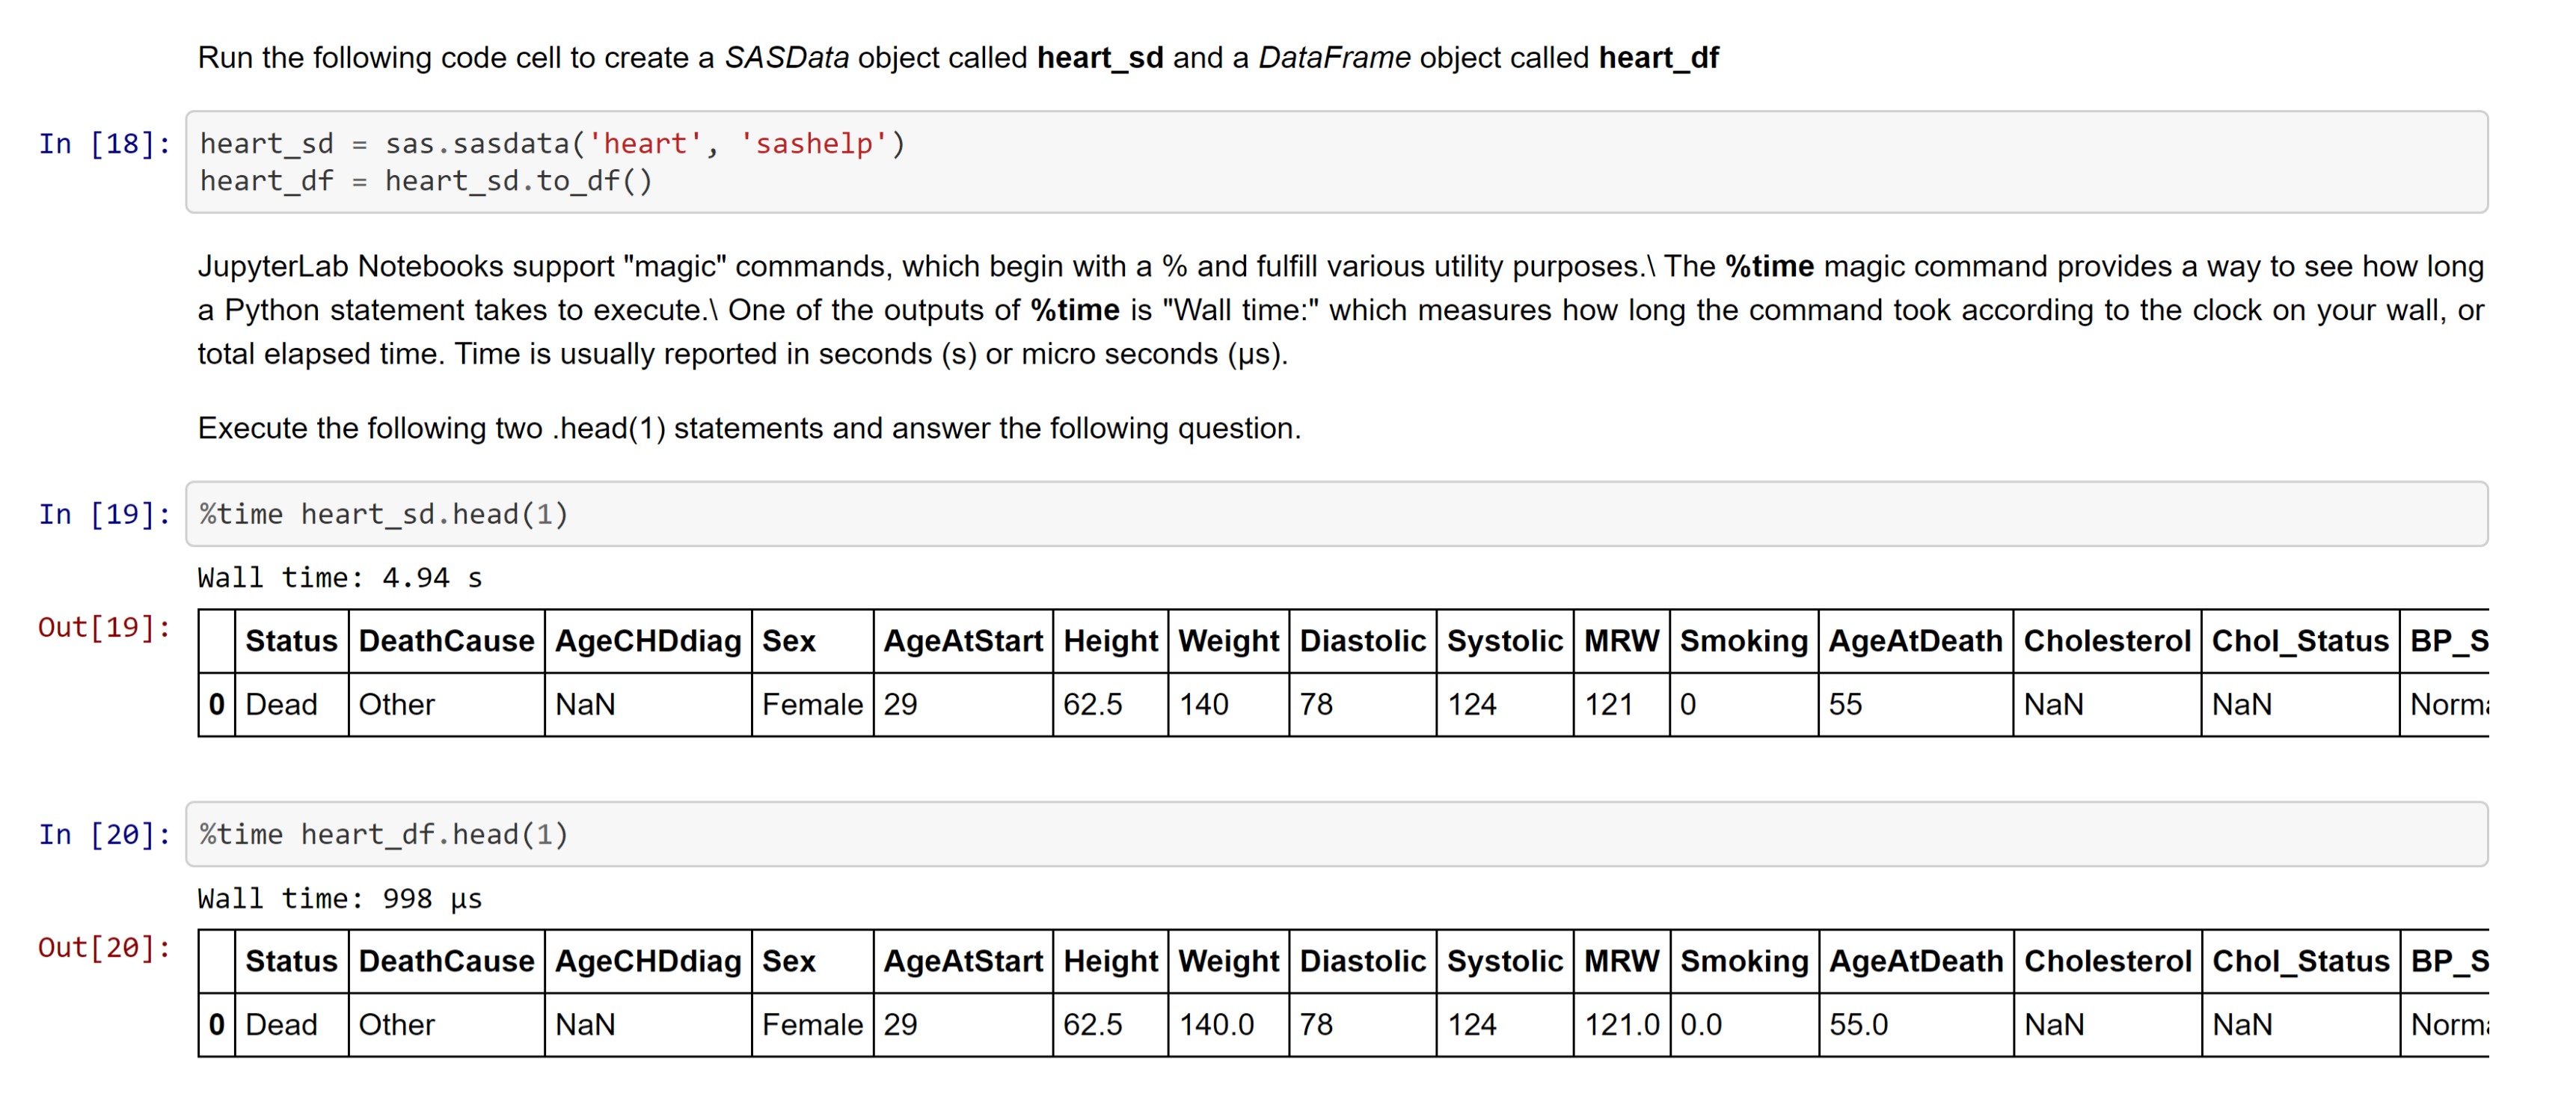 Run the following code cell to create a SASData object called heart_sd and a DataFrame object called heart_df
In [18]: heart_sd = sas.sasdata('heart', 'sashelp')
heart_df = heart_sd.to_df()
JupyterLab Notebooks support "magic" commands, which begin with a % and fulfill various utility purposes.\ The %time magic command provides a way to see how long
a Python statement takes to execute.\ One of the outputs of %time is "Wall time:" which measures how long the command took according to the clock on your wall, or
total elapsed time. Time is usually reported in seconds (s) or micro seconds (µs).
Execute the following two .head(1) statements and answer the following question.
In [19]: %time heart_sd.head(1)
Wall time: 4.94 s
Out[19]:
Status DeathCause AgeCHDdiag Sex AgeAtStart Height Weight Diastolic Systolic MRW Smoking AgeAtDeath Cholesterol Chol_Status BP_S
0 Dead Other NaN Female 29 62.5 140 78 124 121 0 55 NaN NaN Norma
In [20]: %time heart_df.head(1)
Wall time: 998 µs
Out[20]:
Status DeathCause AgeCHDdiag Sex AgeAtStart Height Weight Diastolic Systolic MRW Smoking AgeAtDeath Cholesterol Chol_Status BP_S
0 Dead Other NaN Female 29 62.5 140.0 78 124 121.0 0.0 55.0 NaN NaN Norma